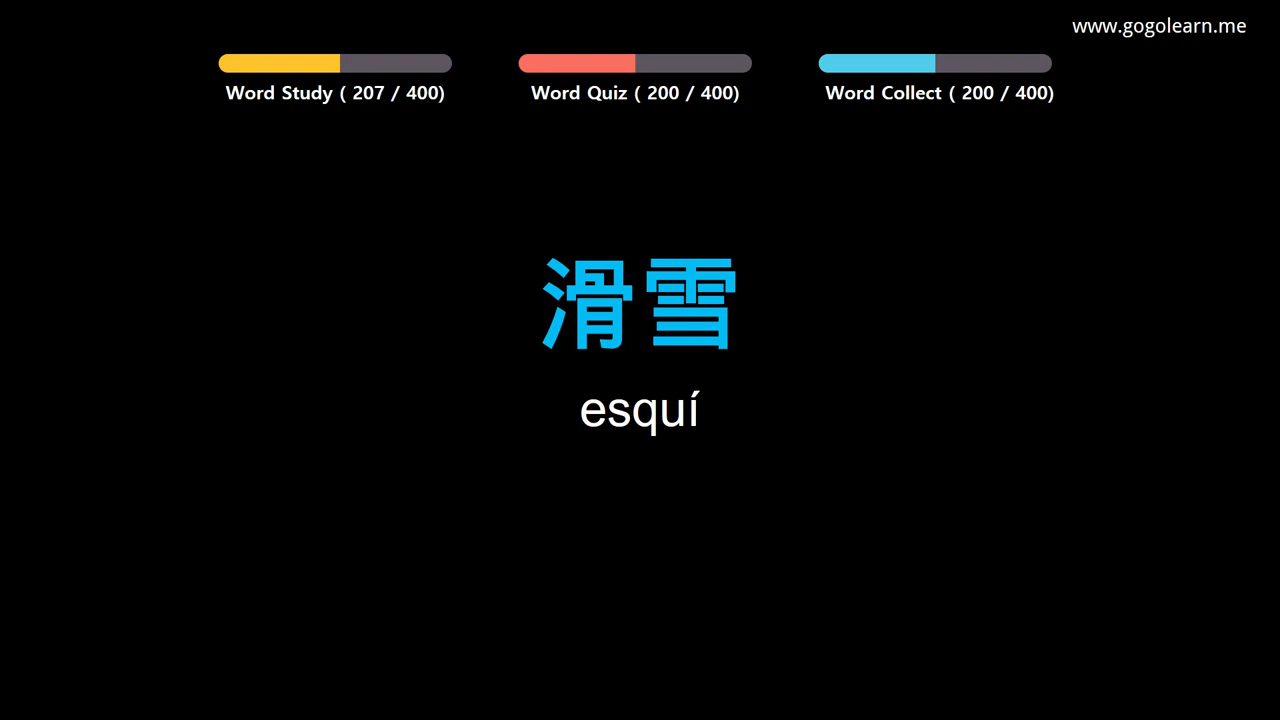 www.gogolearn.me
Word Study ( 207 / 400)
Word Quiz ( 200 / 400)
Word Collect ( 200 / 400)
滑雪
esquí